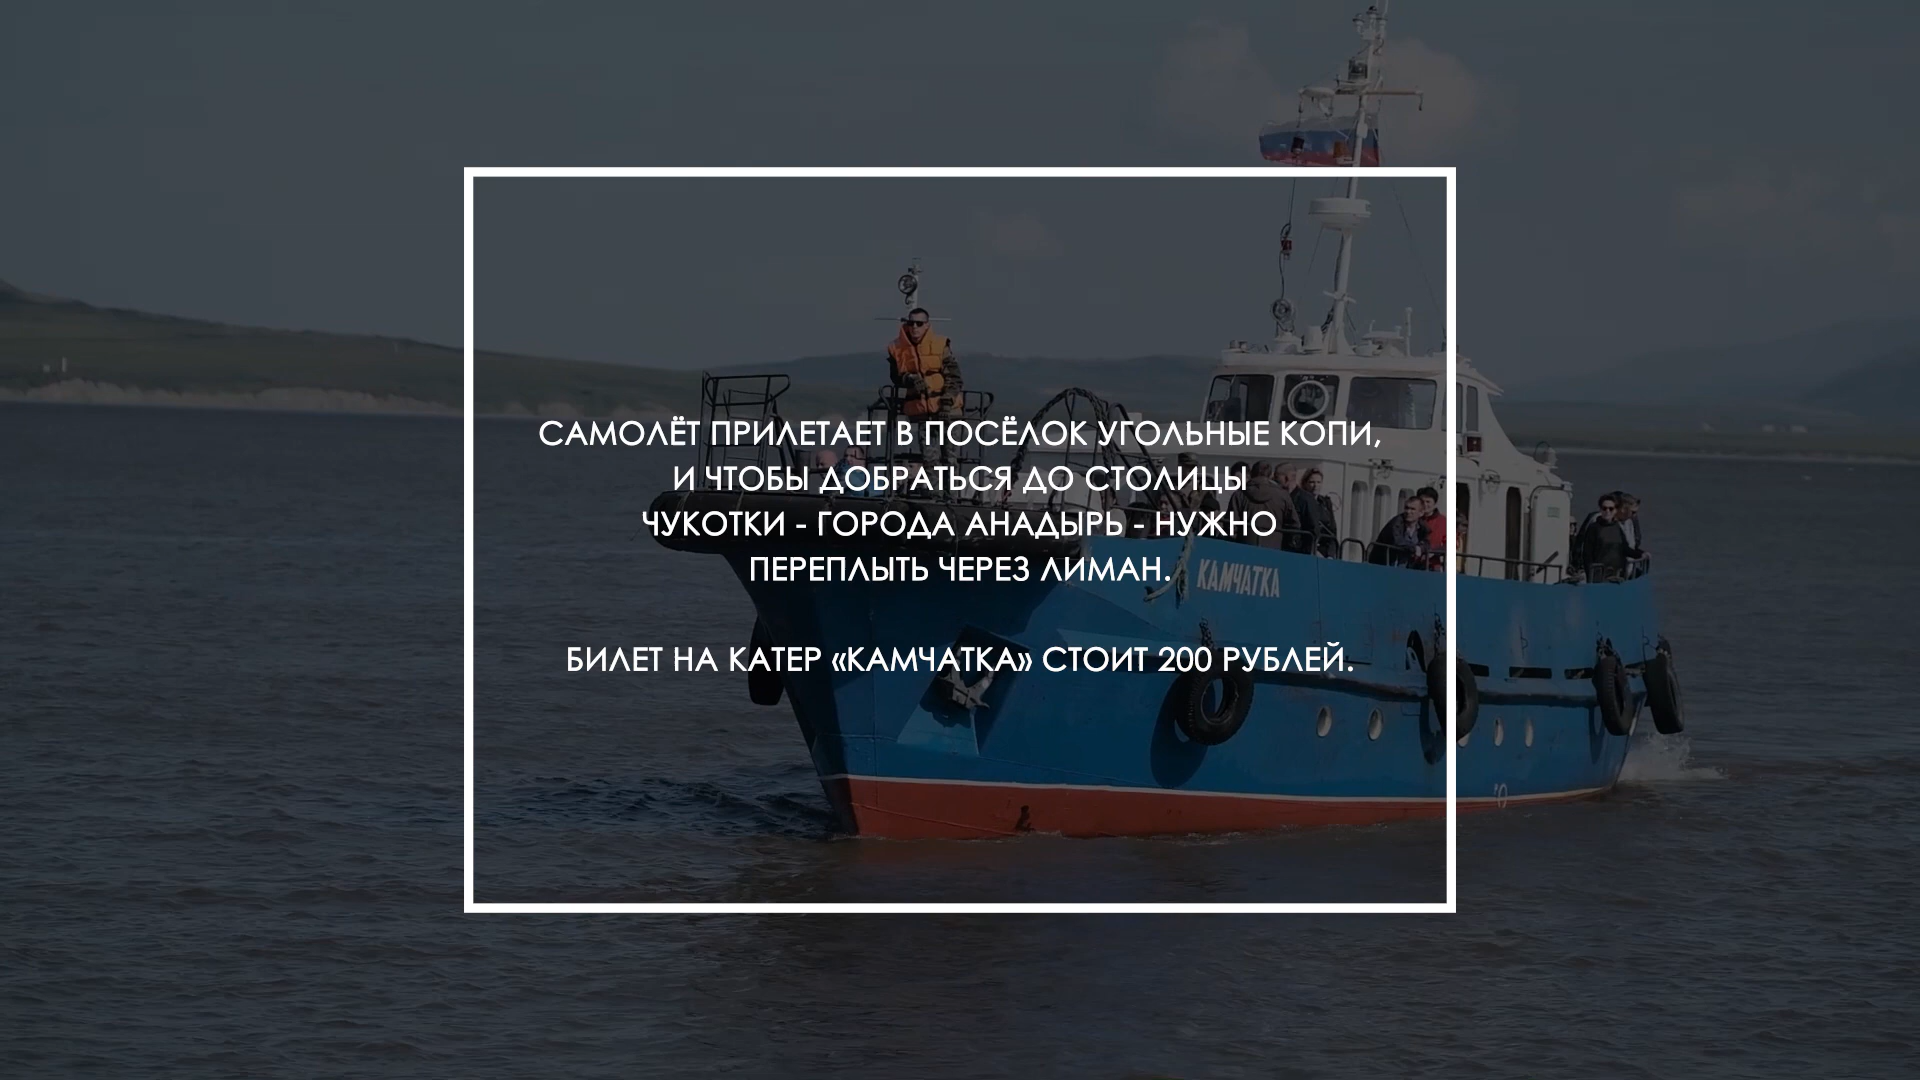 САМОЛЁТ ПРИЛЕТАЕТ В ПОСЁЛОК УГОЛЬНЫЕ КОПИ,
И ЧТОБЫ ДОБРАТЬСЯ ДО СТОЛИЦЫ
ЧУКОТКИ - ГОРОДА АНАДЫРЬ - НУЖНО
ПЕРЕПЛЫТЬ ЧЕРЕЗ ЛИМАН.
КАМЧАТКА
БИЛЕТ НА КАТЕР «КАМЧАТКА» СТОИТ 200 РУБЛЕЙ.